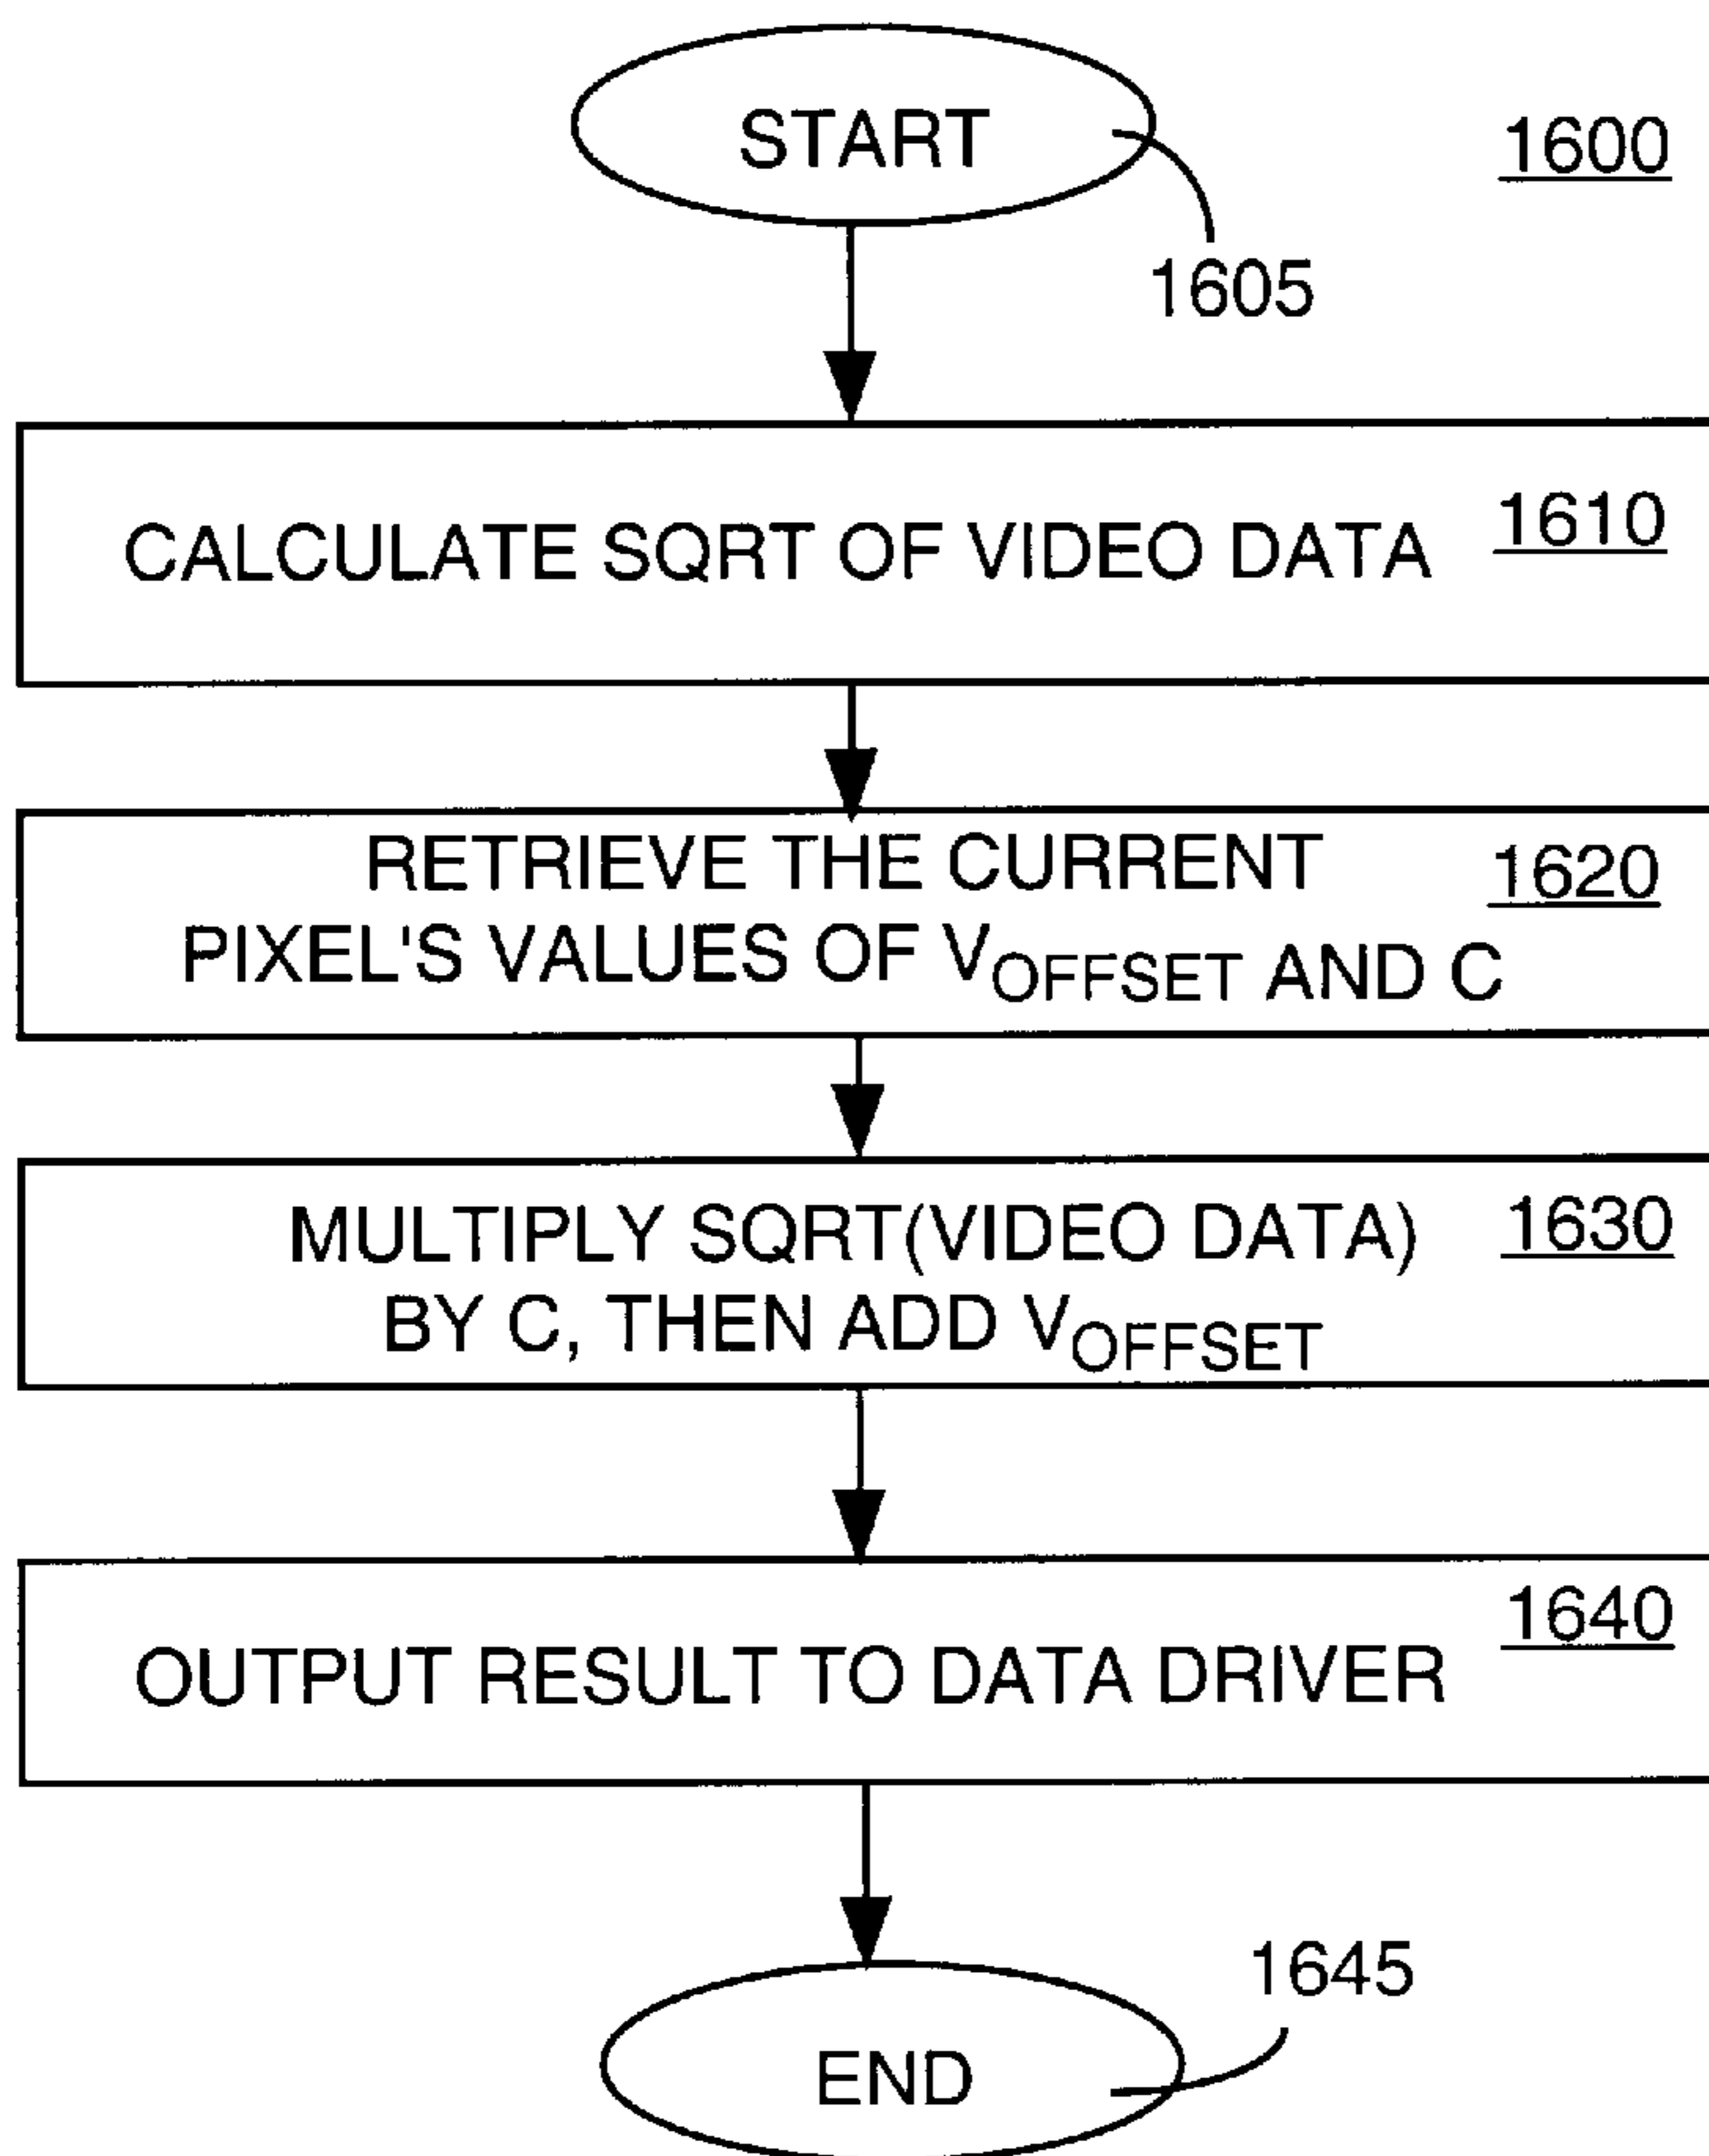 START
1600
1605
CALCULATE SQRT OF VIDEO DATA
1610
RETRIEVE THE CURRENT
1620
PIXEL'S VALUES OF VOFFSET AND C
MULTIPLY SQRT(VIDEO DATA)
1630
BY C, THEN ADD VOFFSET
1640
OUTPUT RESULT TO DATA DRIVER
1645
END